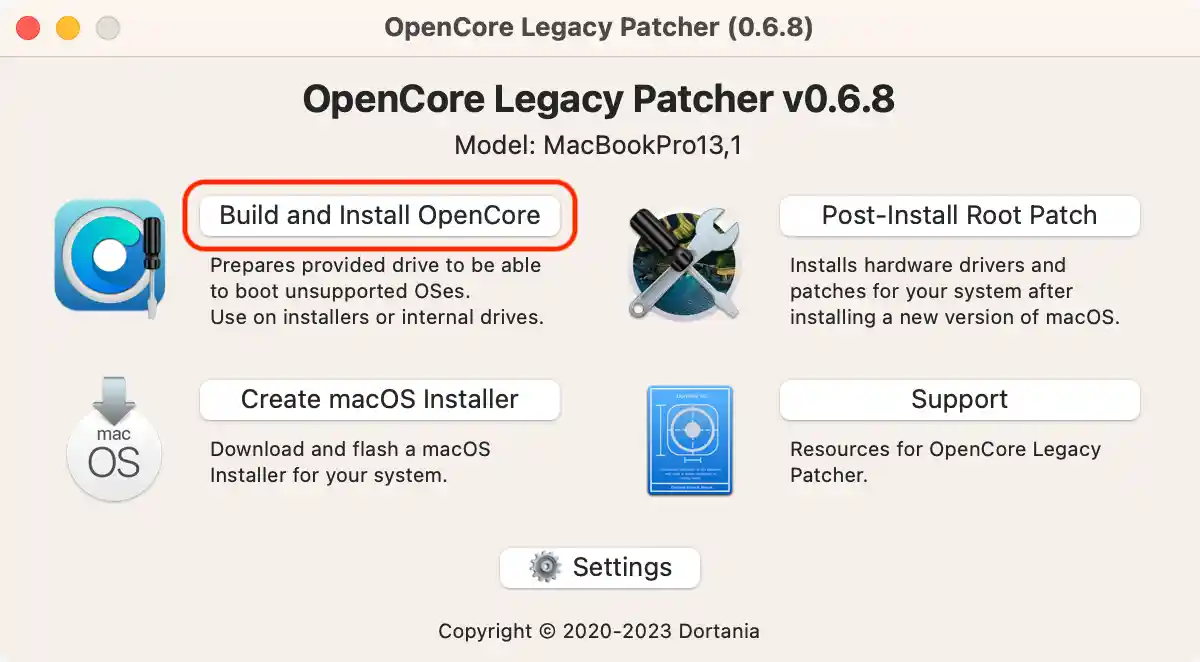 OpenCore Legacy Patcher (0.6.8)
OpenCore Legacy Patcher v0.6.8
Model: MacBookPro13,1
Build and Install OpenCore
Prepares provided drive to be able
to boot unsupported OSes.
Use on installers or internal drives.
Post-Install Root Patch
Installs hardware drivers and
patches for your system after
installing a new version of macOS.
mac
OS
Create macOS Installer
Download and flash a macOS
Installer for your system.
Support
Resources for OpenCore Legacy
Patcher.
Settings
Copyright © 2020-2023 Dortania